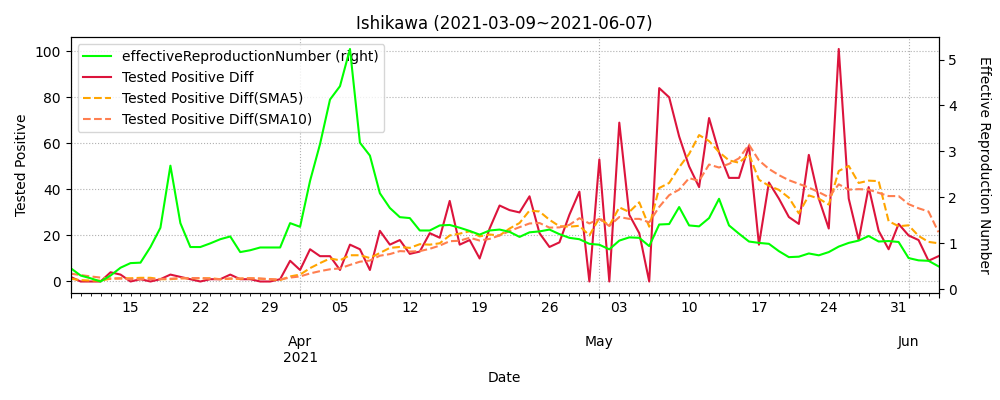 Ishikawa (2021-03-09~2021-06-07)
effectiveReproductionNumber (right)
Tested Positive Diff
Tested Positive Diff(SMA5)
Tested Positive Diff(SMA10)
Tested Positive
100
80
60
40
20
0
Effective Reproduction Number
5
4
3
2
1
0
15 22 29 05 12 19 26 03 10 17 24 31
Apr May Jun
2021
Date